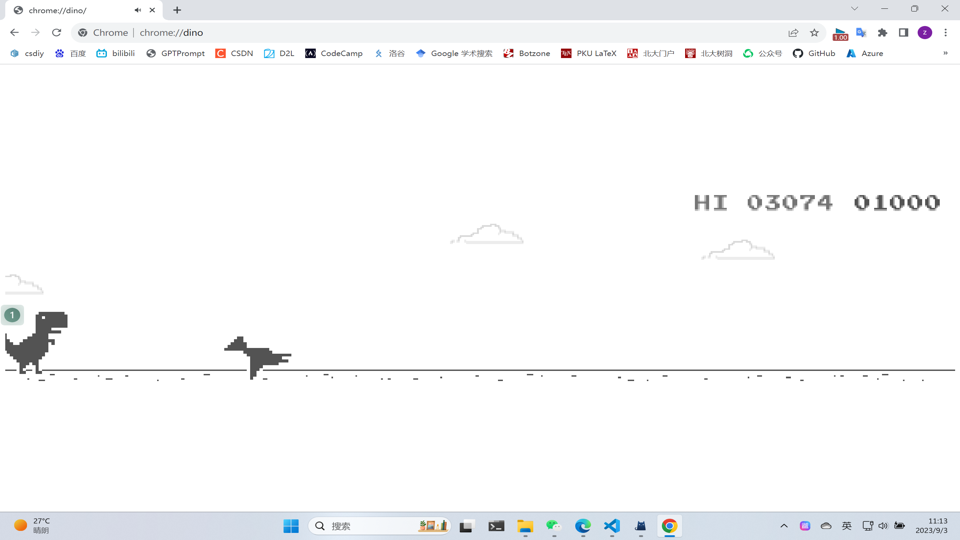 chrome://dino/
Chrome | chrome://dino
1.00
z
csdiy 百度 bilibili GPTPrompt CSDN D2L CodeCamp 洛谷 Google 学术搜索 Botzone PKU LaTeX 北大门户 北大树洞 公众号 GitHub Azure »
HI 03074 01000
1
27°C
晴朗
搜索
英
11:13
2023/9/3